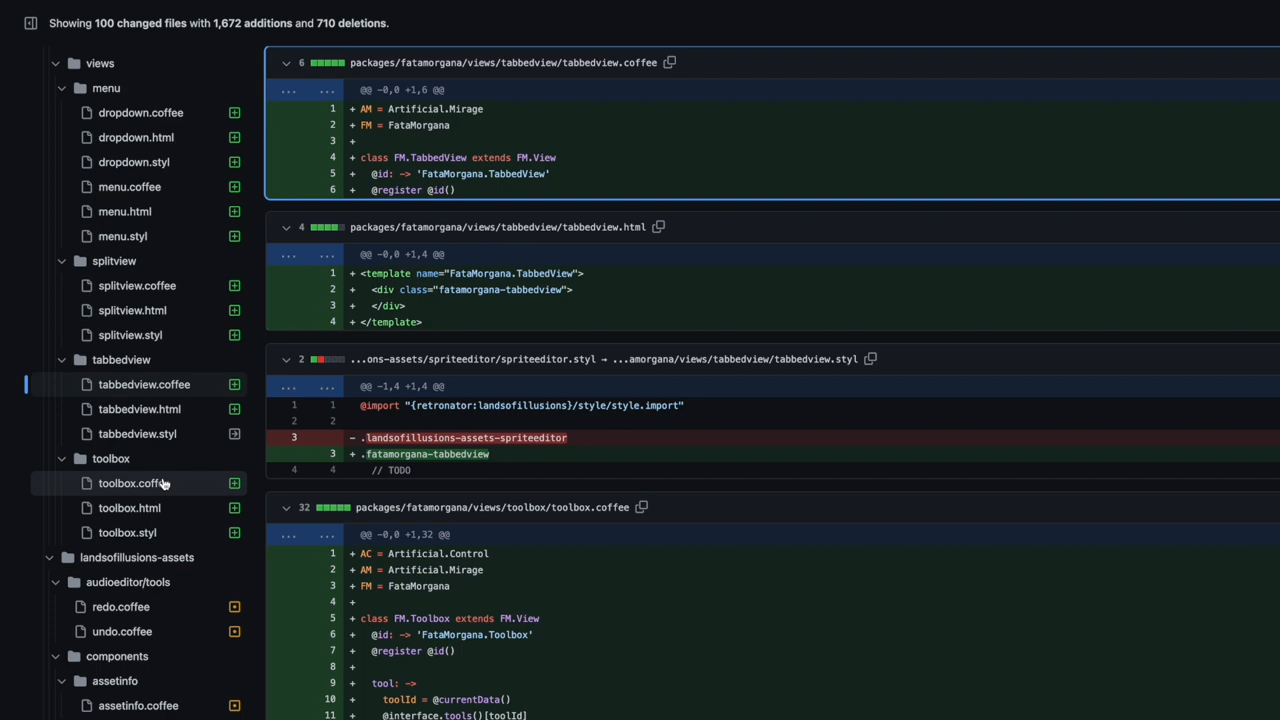 Showing 100 changed files with 1,672 additions and 710 deletions.
views
menu
dropdown.coffee
dropdown.html
dropdown.styl
menu.coffee
menu.html
menu.styl
splitview
splitview.coffee
splitview.html
splitview.styl
tabbedview
tabbedview.coffee
tabbedview.html
tabbedview.styl
toolbox
toolbox.coffee
toolbox.html
toolbox.styl
landsofillusions-assets
audioeditor/tools
redo.coffee
undo.coffee
components
assetinfo
assetinfo.coffee
6 packages/fatamorgana/views/tabbedview/tabbedview.coffee
... ... @@ -0,0 +1,6 @@
1 + AM = Artificial.Mirage
2 + FM = FataMorgana
3 +
4 + class FM.TabbedView extends FM.View
5 + @id: -> 'FataMorgana.TabbedView'
6 + @register @id()
4 packages/fatamorgana/views/tabbedview/tabbedview.html
... ... @@ -0,0 +1,4 @@
1 + <template name="FataMorgana.TabbedView">
2 + <div class="fatamorgana-tabbedview">
3 + </div>
4 + </template>
2 ...ons-assets/spriteeditor/spriteeditor.styl → ...amorgana/views/tabbedview/tabbedview.styl
... ... @@ -1,4 +1,4 @@
1 1 @import "{retronator:landsofillusions}/style/style.import"
2 2
3 - .landsofillusions-assets-spriteeditor
3 + .fatamorgana-tabbedview
4 4 // TODO
32 packages/fatamorgana/views/toolbox/toolbox.coffee
... ... @@ -0,0 +1,32 @@
1 + AC = Artificial.Control
2 + AM = Artificial.Mirage
3 + FM = FataMorgana
4 +
5 + class FM.Toolbox extends FM.View
6 + @id: -> 'FataMorgana.Toolbox'
7 + @register @id()
8 +
9 + tool: ->
10 + toolId = @currentData()
11 + @interface.tools()[toolId]